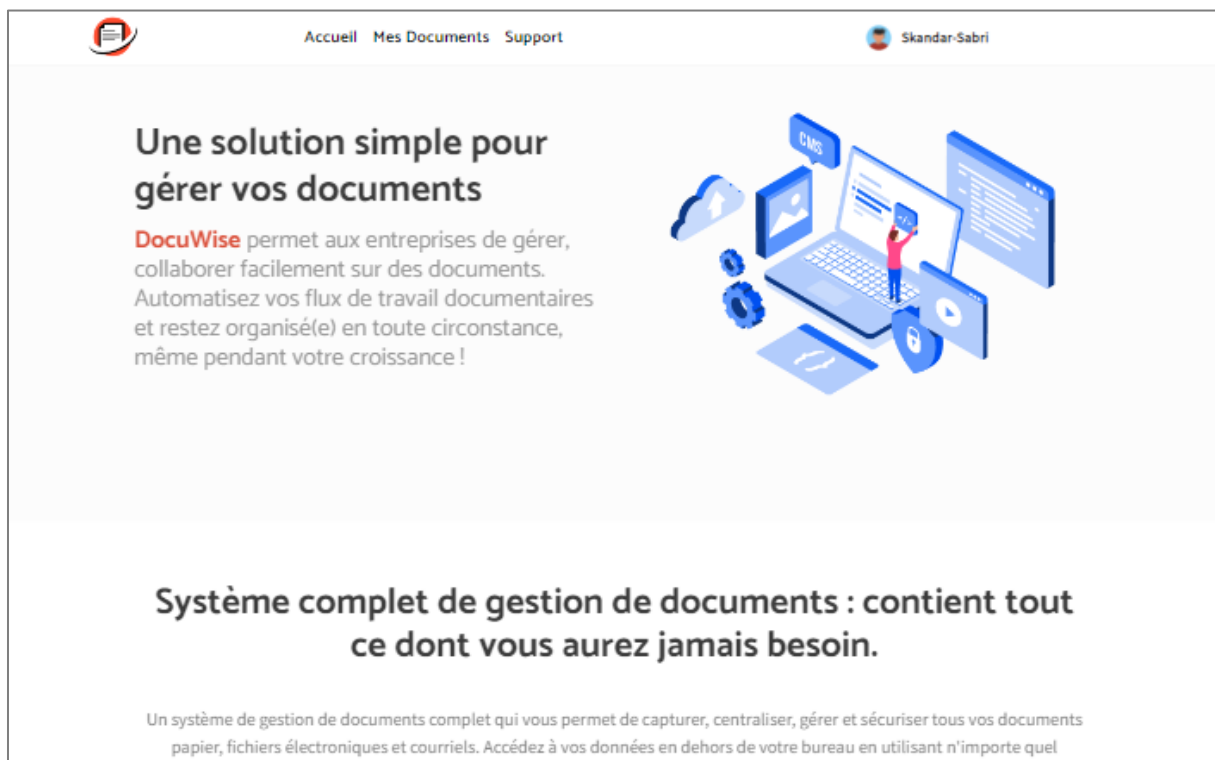 Accueil Mes Documents Support
Skandar-Sabri
Une solution simple pour
gérer vos documents
DocuWise permet aux entreprises de gérer,
collaborer facilement sur des documents.
Automatisez vos flux de travail documentaires
et restez organisé(e) en toute circonstance,
même pendant votre croissance !
CMS
</>
Système complet de gestion de documents : contient tout
ce dont vous aurez jamais besoin.
Un système de gestion de documents complet qui vous permet de capturer, centraliser, gérer et sécuriser tous vos documents
papier, fichiers électroniques et courriels. Accédez à vos données en dehors de votre bureau en utilisant n'importe quel